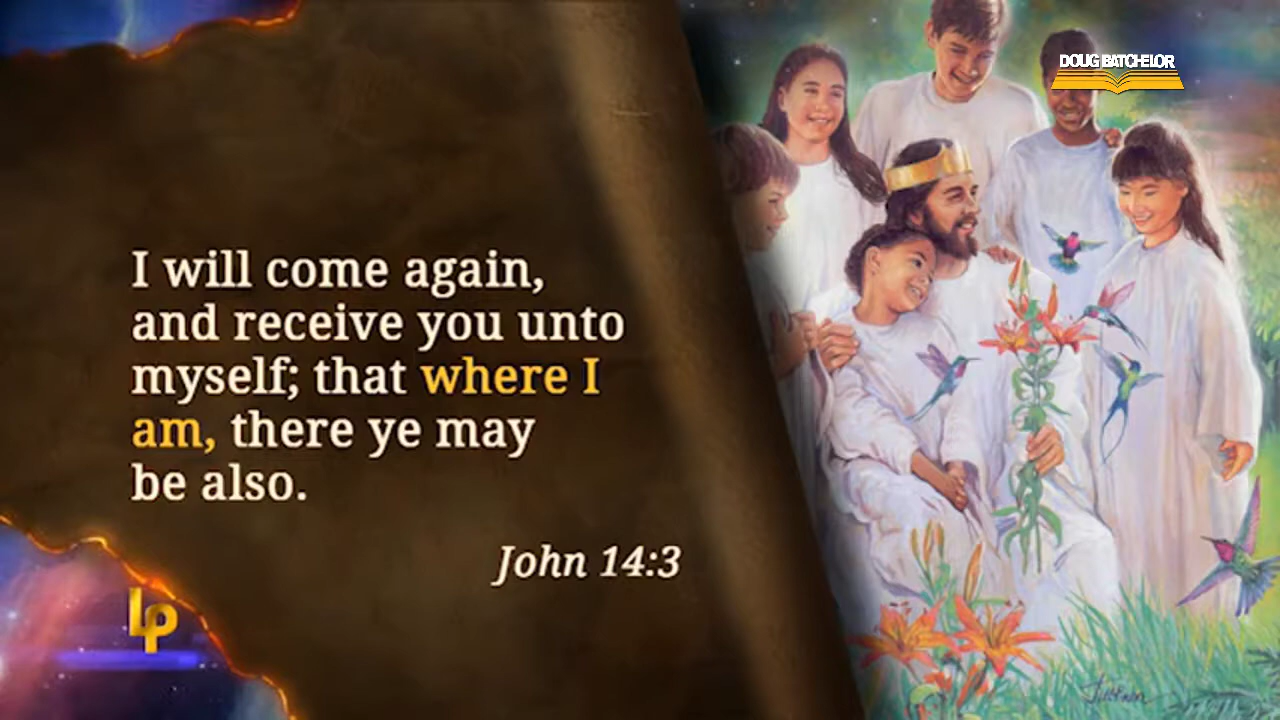 DOUG BATCHELOR
I will come again,
and receive you unto
myself; that where I
am, there ye may
be also.
John 14:3
LP